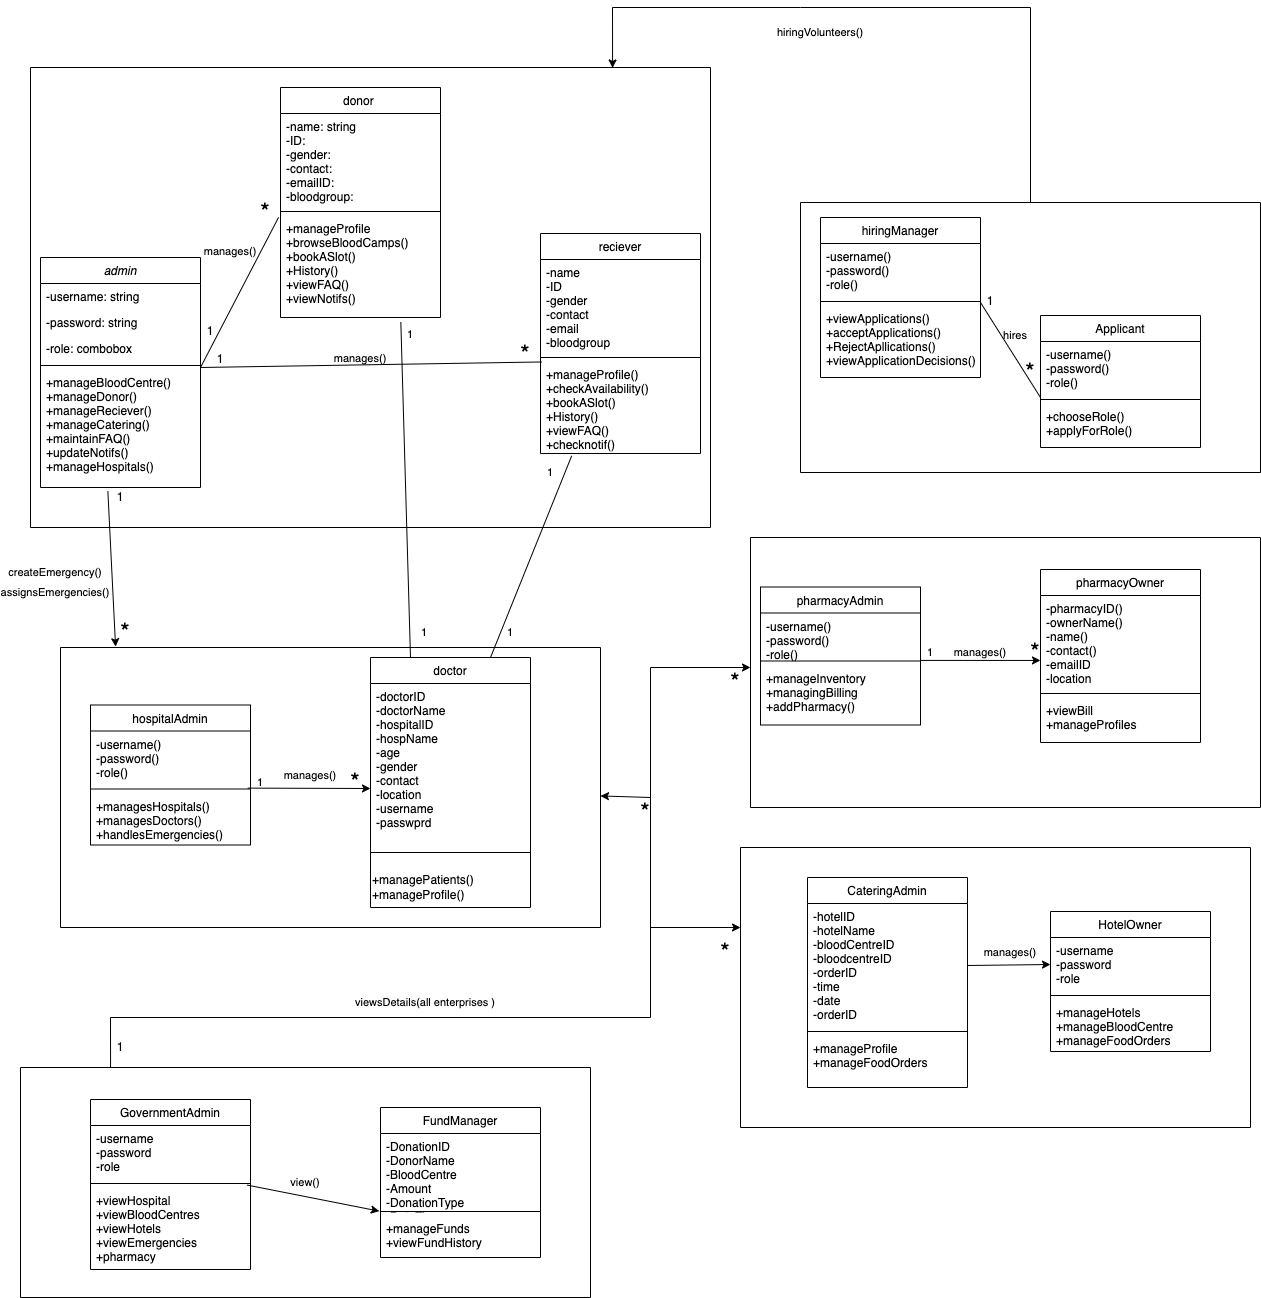 hiringVolunteers()
donor
-name: string
-ID:
-gender:
-contact:
-emailID:
-bloodgroup:
+manageProfile
+browseBloodCamps()
+bookASlot()
+History()
+viewFAQ()
+viewNotifs()
*
manages()
1
1
admin
-username: string
-password: string
-role: combobox
+manageBloodCentre()
+manageDonor()
+manageReciever()
+manageCatering()
+maintainFAQ()
+updateNotifs()
+manageHospitals()
1
manages()
*
reciever
-name
-ID
-gender
-contact
-email
-bloodgroup
+manageProfile()
+checkAvailability()
+bookASlot()
+History()
+viewFAQ()
+checknotif()
1
hiringManager
-username()
-password()
-role()
+viewApplications()
+acceptApplications()
+RejectApllications()
+viewApplicationDecisions()
1
hires
*
Applicant
-username()
-password()
-role()
+chooseRole()
+applyForRole()
1
createEmergency()
assignsEmergencies()
*
1
1
hospitalAdmin
-username()
-password()
-role()
+managesHospitals()
+managesDoctors()
+handlesEmergencies()
1
manages()
*
doctor
-doctorID
-doctorName
-hospitalID
-hospName
-age
-gender
-contact
-location
-username
-passwprd
+managePatients()
+manageProfile()
*
*
*
pharmacyAdmin
-username()
-password()
-role()
+manageInventory
+managingBilling
+addPharmacy()
1
manages()
*
pharmacyOwner
-pharmacyID()
-ownerName()
-name()
-contact()
-emailID
-location
+viewBill
+manageProfiles
CateringAdmin
-hotelID
-hotelName
-bloodCentreID
-bloodcentreID
-orderID
-time
-date
-orderID
+manageProfile
+manageFoodOrders
manages()
HotelOwner
-username
-password
-role
+manageHotels
+manageBloodCentre
+manageFoodOrders
viewsDetails(all enterprises )
1
GovernmentAdmin
-username
-password
-role
+viewHospital
+viewBloodCentres
+viewHotels
+viewEmergencies
+pharmacy
view()
FundManager
-DonationID
-DonorName
-BloodCentre
-Amount
-DonationType
+manageFunds
+viewFundHistory